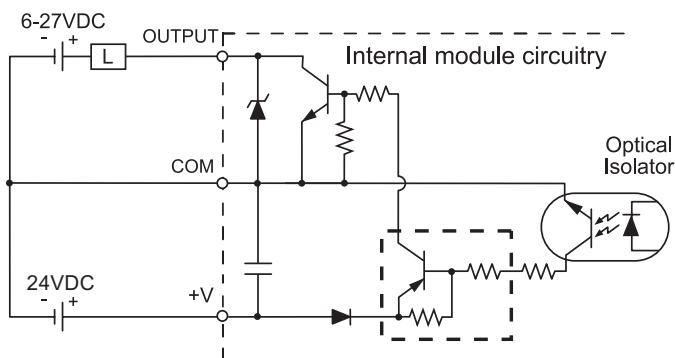 6-27VDC
- +
L
OUTPUT
Internal module circuitry
COM
Optical
Isolator
24VDC
- +
+V